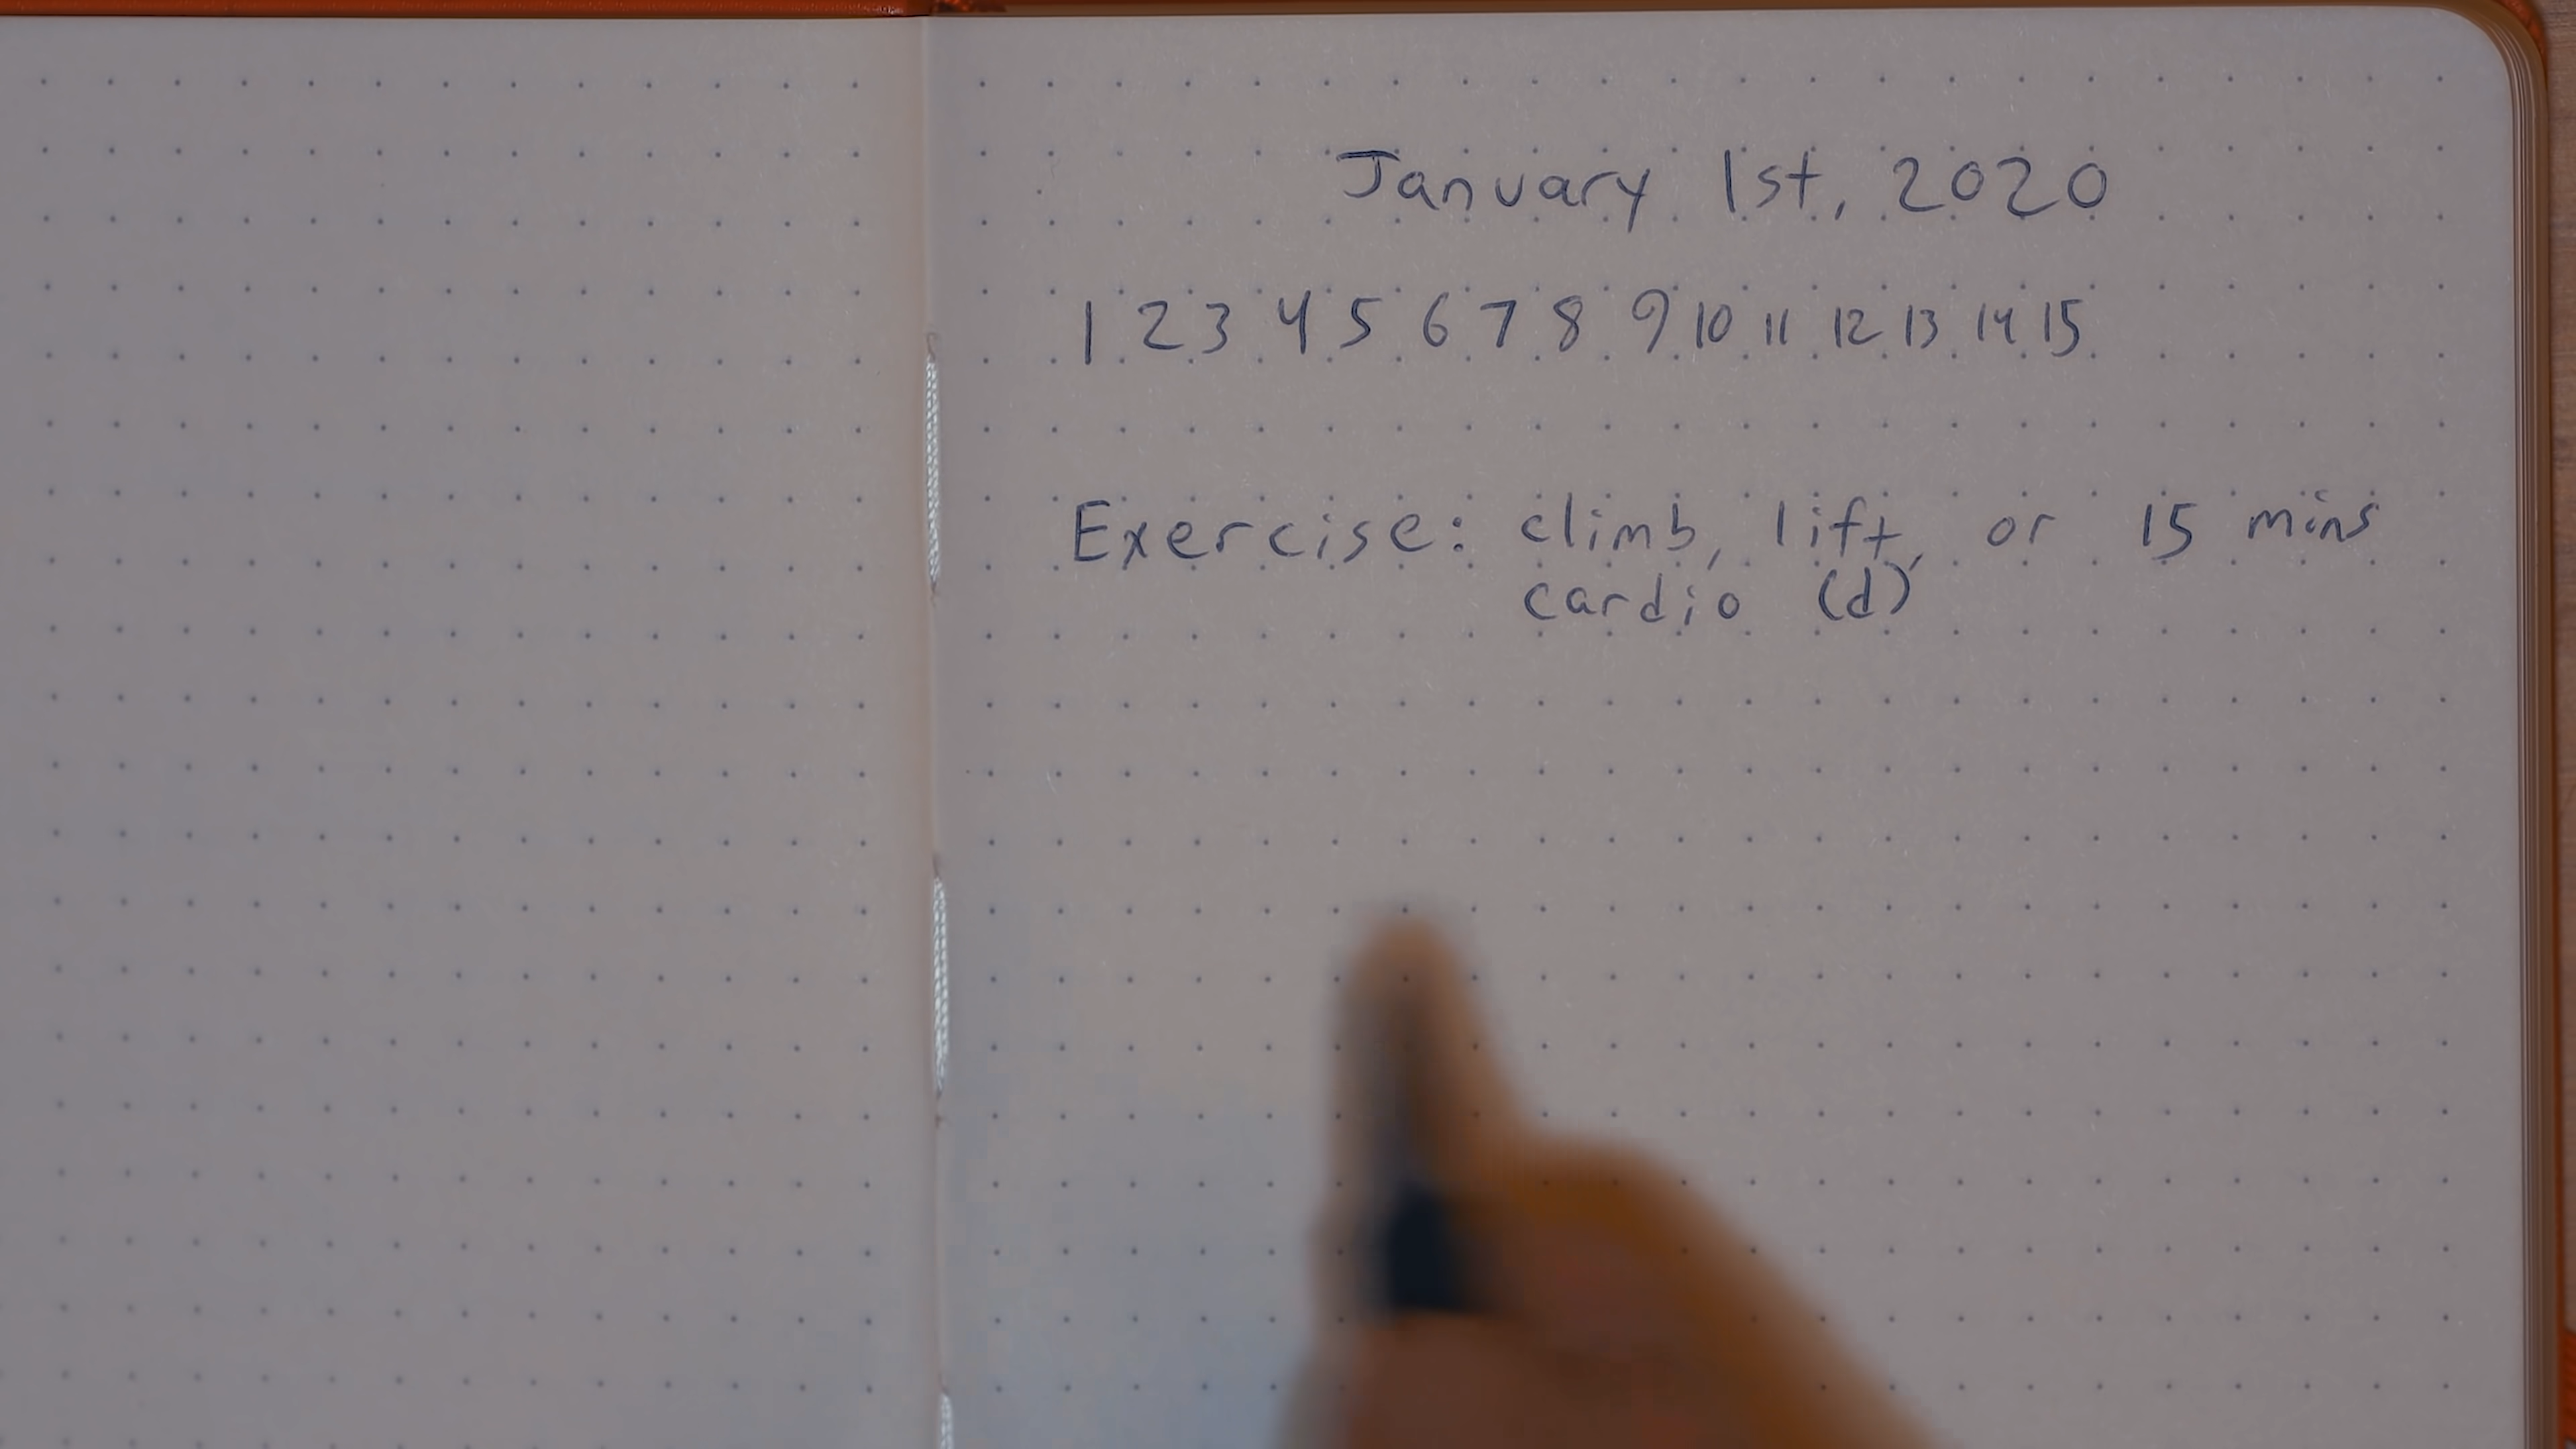 January 1st, 2020
1 2 3 4 5 6 7 8 9 10 11 12 13 14 15
Exercise: climb, lift, or 15 mins
cardio (d)